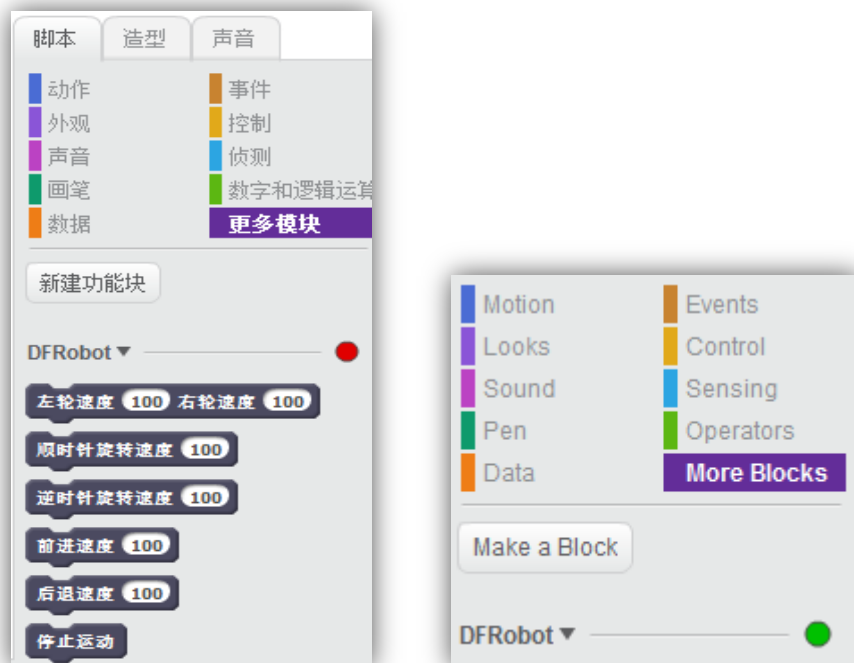 脚本 造型 声音
动作 事件
外观 控制
声音 侦测
画笔 数字和逻辑运算
数据 更多模块
新建功能块
DFRobot ▼
左轮速度 100 右轮速度 100
顺时针旋转速度 100
逆时针旋转速度 100
前进速度 100
后退速度 100
停止运动
Motion Events
Looks Control
Sound Sensing
Pen Operators
Data More Blocks
Make a Block
DFRobot ▼